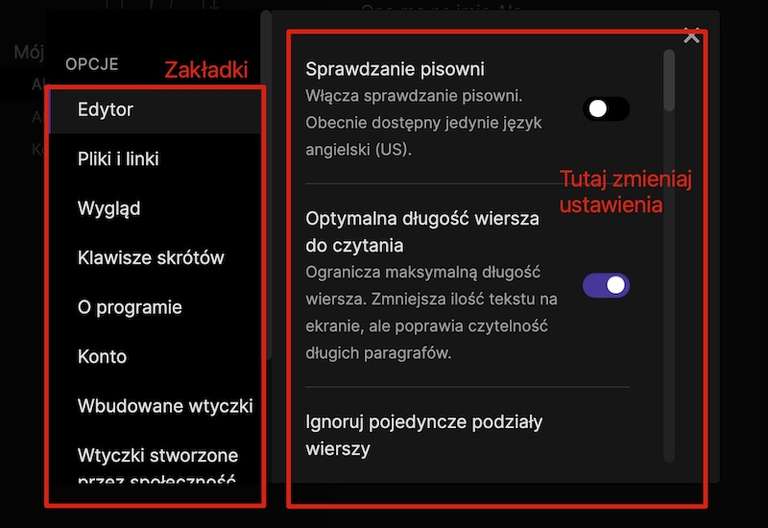 Mój
OPCJE
Zakładki
Edytor
Pliki i linki
Wygląd
Klawisze skrótów
O programie
Konto
Wbudowane wtyczki
Wtyczki stworzone
przez społeczność
Sprawdzanie pisowni
Włącza sprawdzanie pisowni.
Obecnie dostępny jedynie język
angielski (US).
Tutaj zmieniaj
ustawienia
Optymalna długość wiersza
do czytania
Ogranicza maksymalną długość
wiersza. Zmniejsza ilość tekstu na
ekranie, ale poprawia czytelność
długich paragrafów.
Ignoruj pojedyncze podziały
wierszy